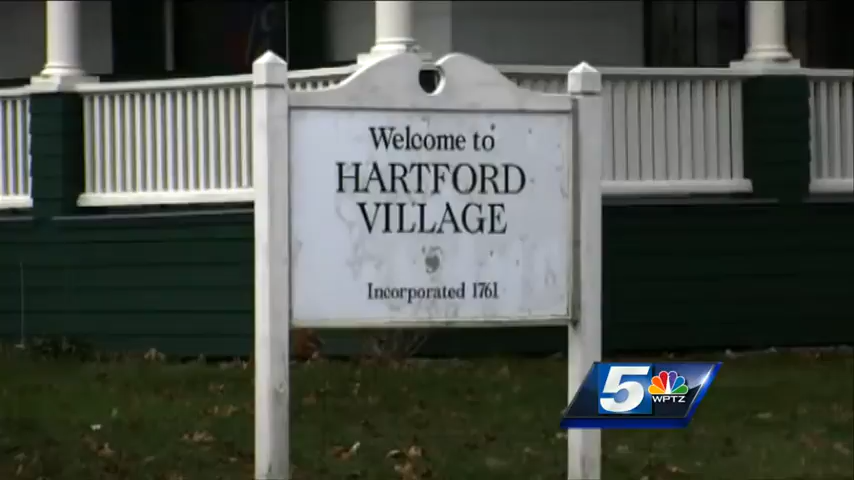 Welcome to
HARTFORD
VILLAGE
Incorporated 1761
5
WPTZ